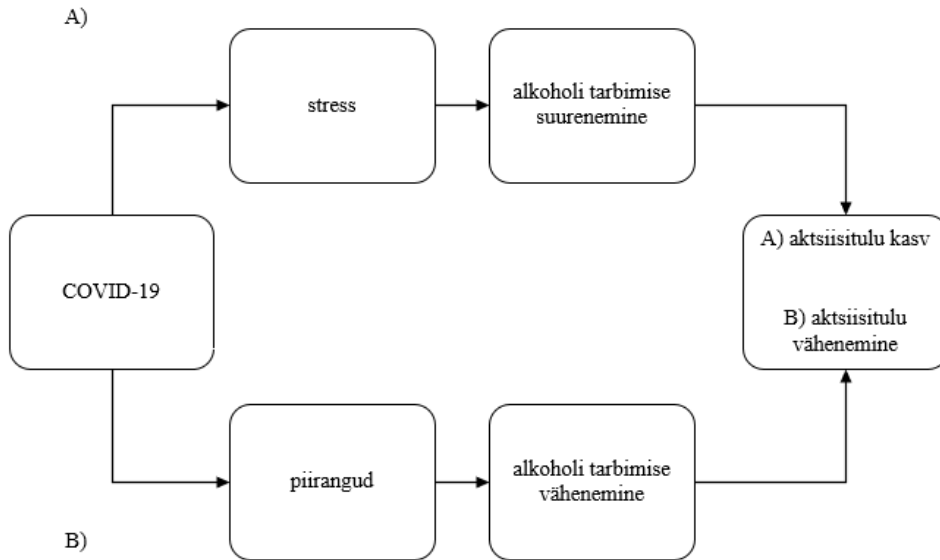 A)
stress
alkoholi tarbimise
suurenemine
COVID-19
A) aktsiisitulu kasv
B) aktsiisitulu
vähenemine
piirangud
alkoholi tarbimise
vähenemine
B)